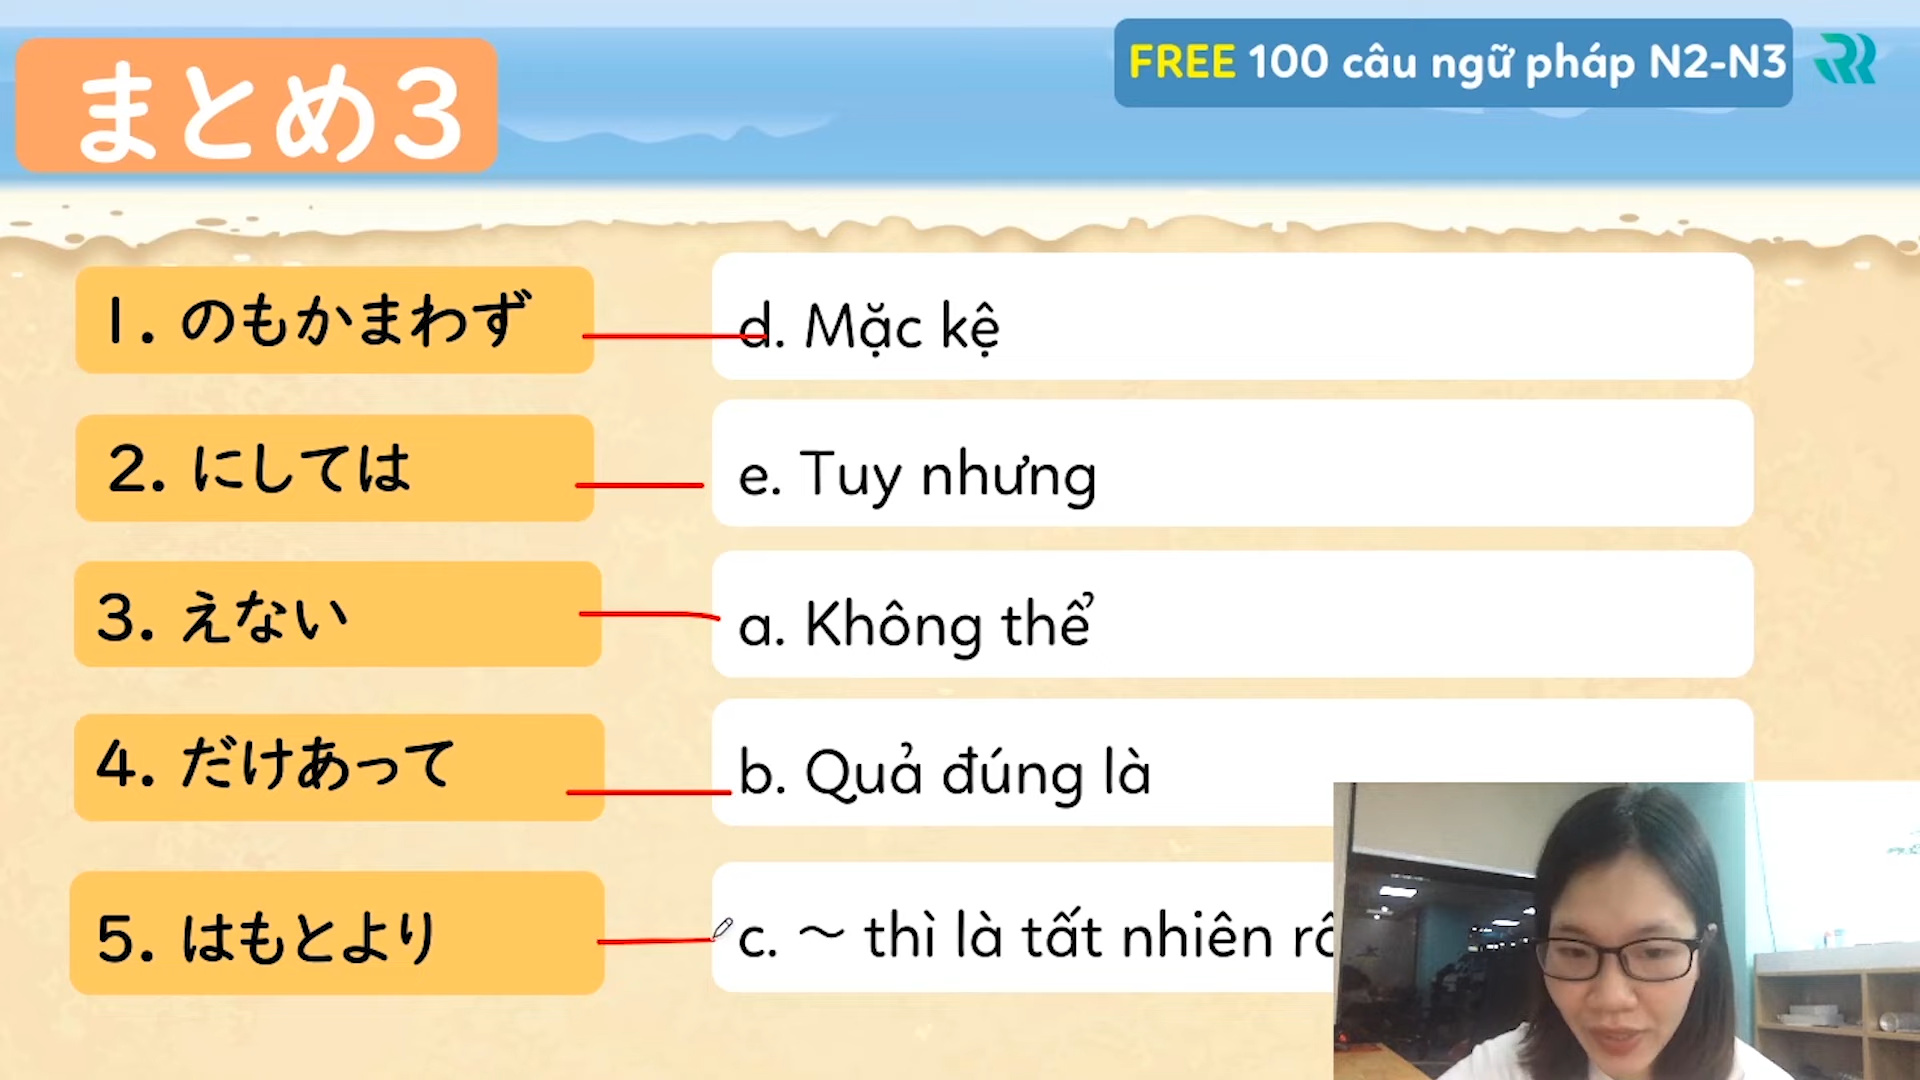 まとめ3
FREE 100 câu ngữ pháp N2-N3
1. のもかまわず
d. Mặc kệ
2. にしては
e. Tuy nhưng
3. えない
a. Không thể
4. だけあって
b. Quả đúng là
5. はもとより
c. ～ thì là tất nhiên